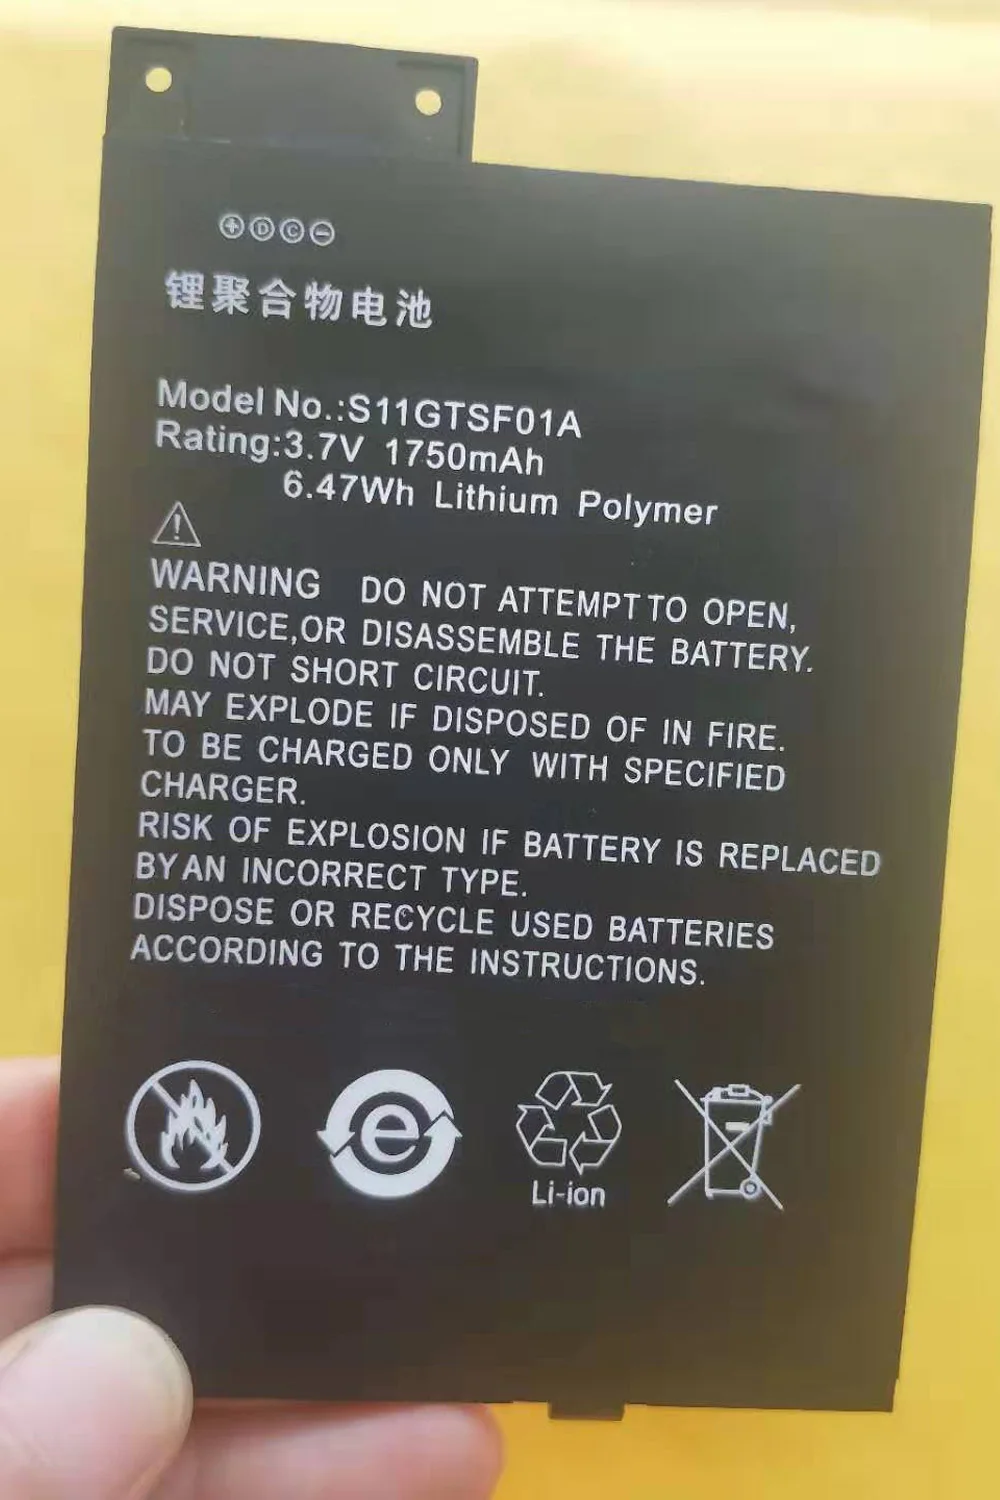 ⊕ⒹⒸ⊖
锂聚合物电池
Model No.:S11GTSF01A
Rating:3.7V 1750mAh
6.47Wh Lithium Polymer
WARNING DO NOT ATTEMPT TO OPEN,
SERVICE,OR DISASSEMBLE THE BATTERY.
DO NOT SHORT CIRCUIT.
MAY EXPLODE IF DISPOSED OF IN FIRE.
TO BE CHARGED ONLY WITH SPECIFIED
CHARGER.
RISK OF EXPLOSION IF BATTERY IS REPLACED
BY AN INCORRECT TYPE.
DISPOSE OR RECYCLE USED BATTERIES
ACCORDING TO THE INSTRUCTIONS.
e
Li-ion